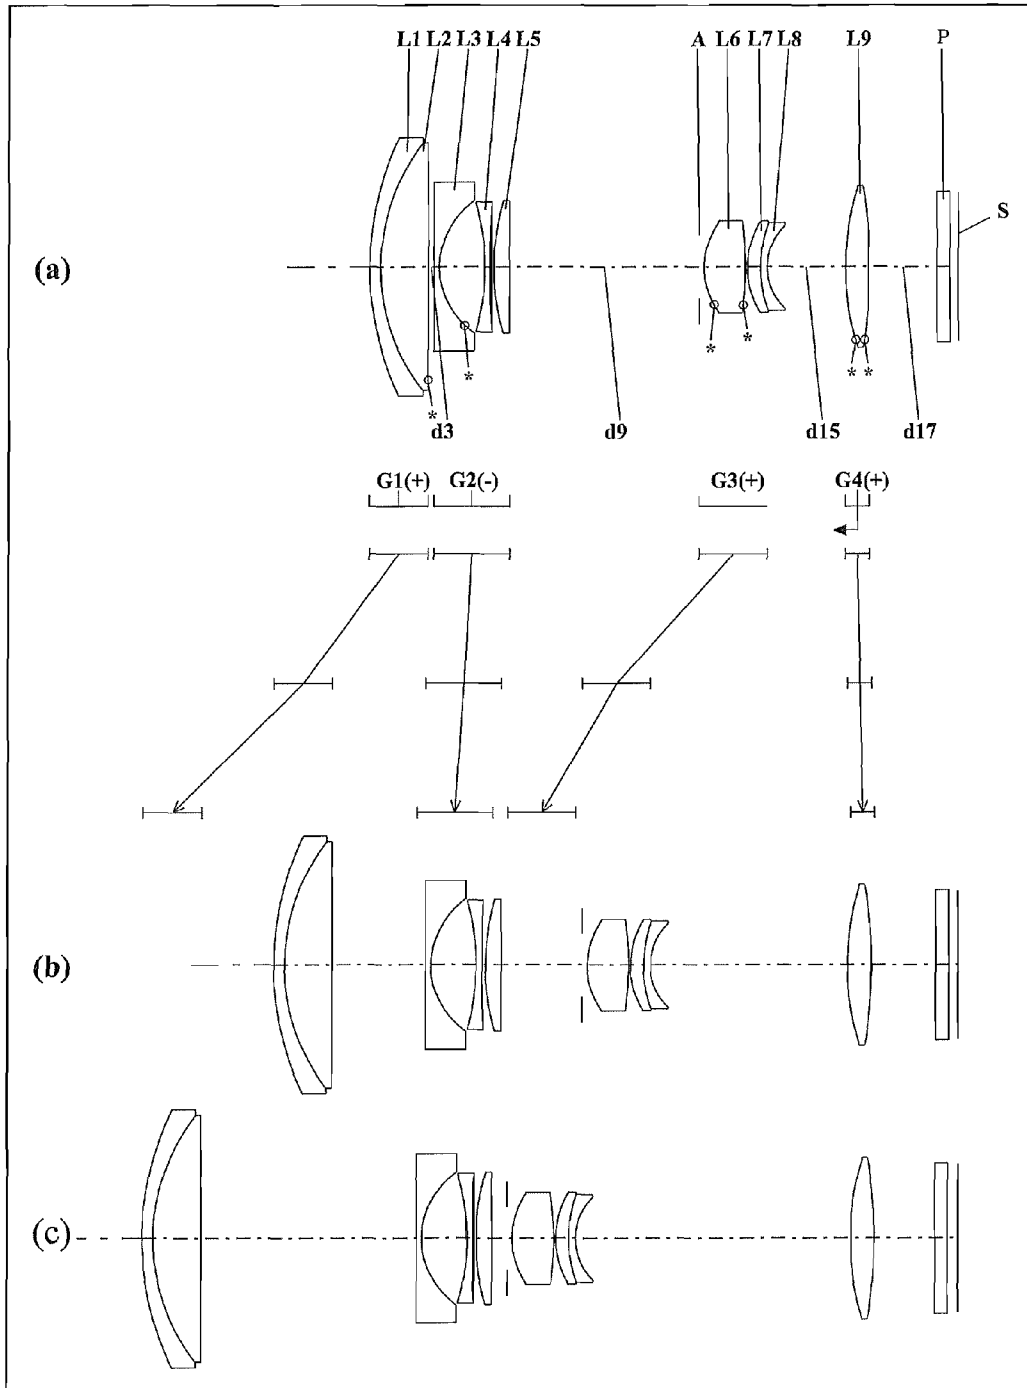 L1 L2 L3 L4 L5 A L6 L7 L8 L9 P
S
(a)
* * * * * *
d3 d9 d15 d17
G1(+) G2(-) G3(+) G4(+)
(b)
(c)